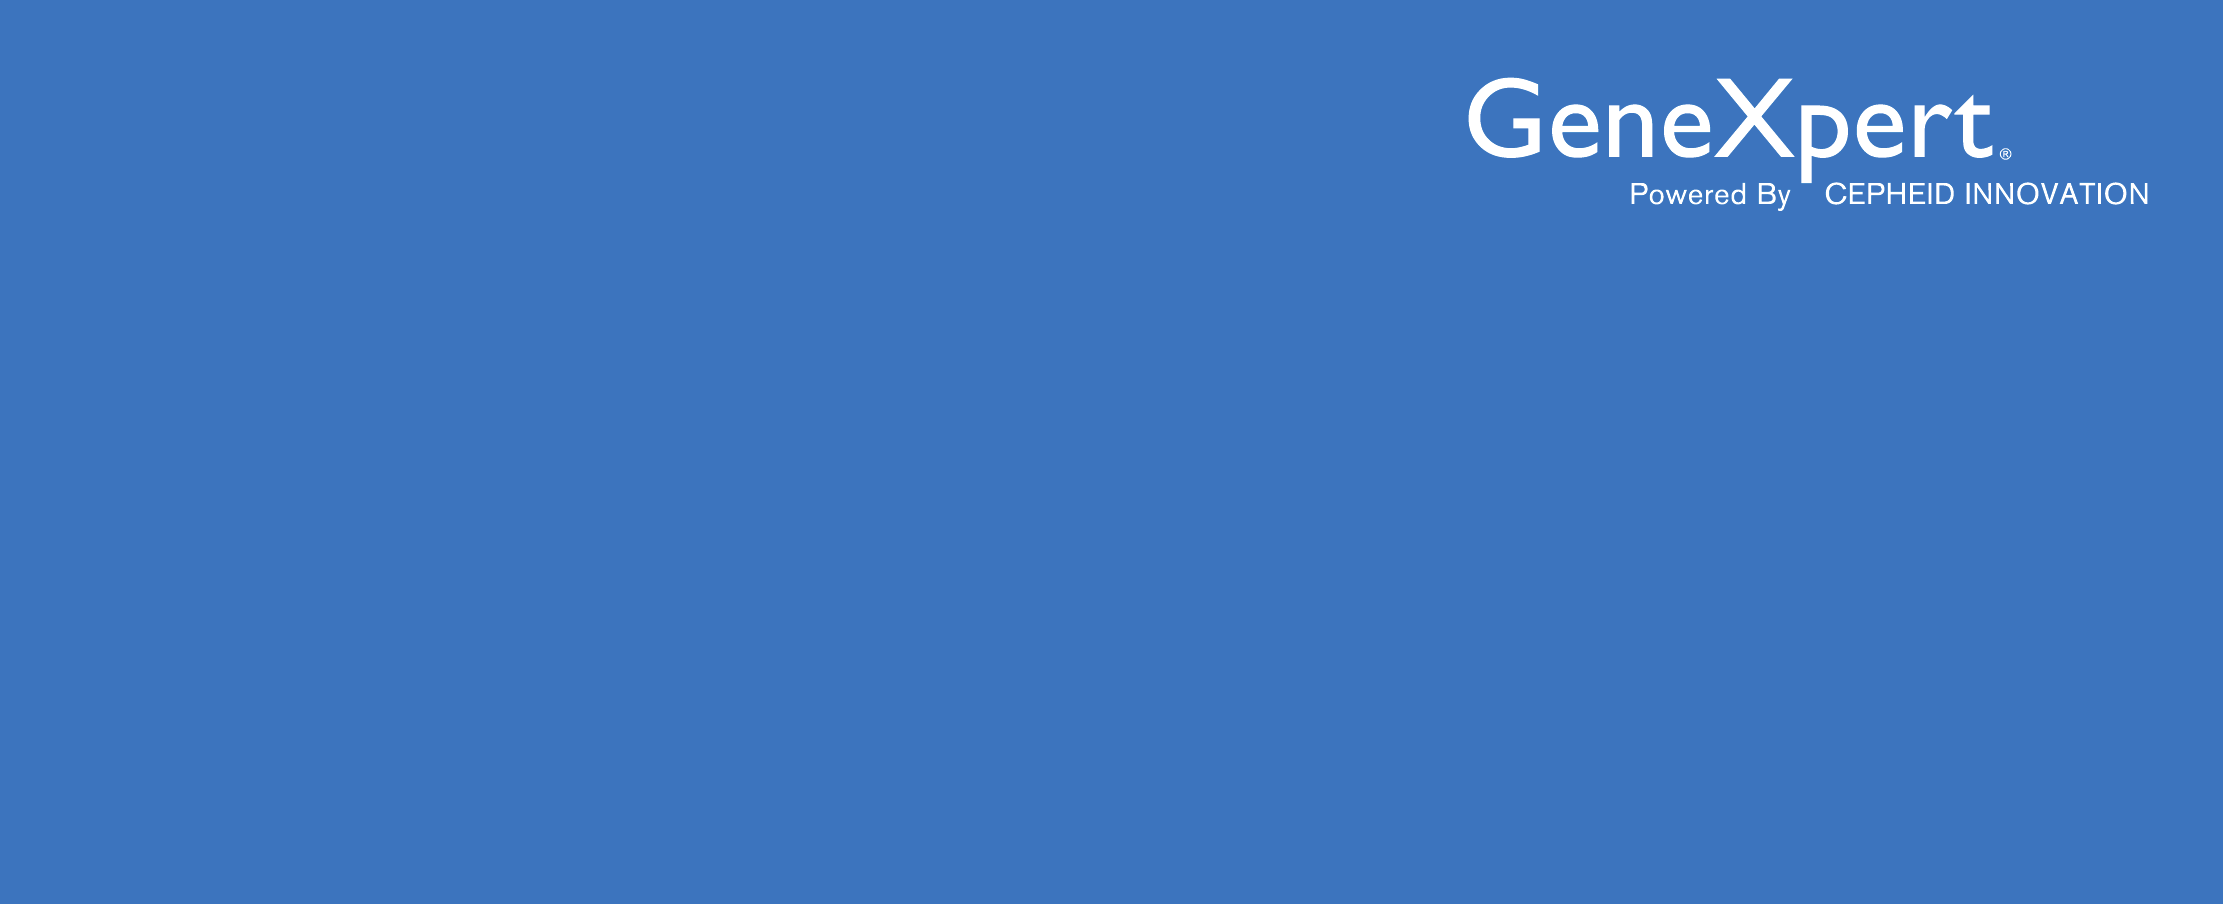 GeneXpert®
Powered By CEPHEID INNOVATION